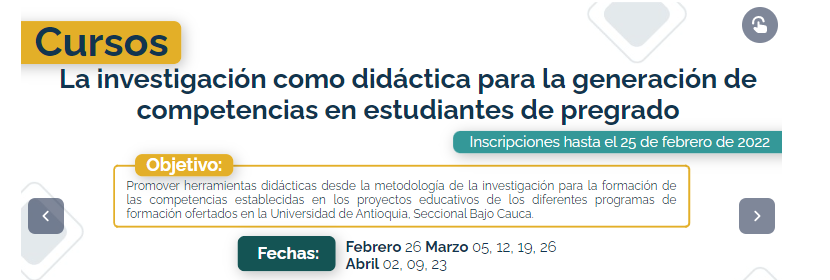 Cursos
La investigación como didáctica para la generación de
competencias en estudiantes de pregrado
Inscripciones hasta el 25 de febrero de 2022
Objetivo:
Promover herramientas didácticas desde la metodología de la investigación para la formación de
las competencias establecidas en los proyectos educativos de los diferentes programas de
formación ofertados en la Universidad de Antioquia, Seccional Bajo Cauca.
Fechas:
Febrero 26 Marzo 05, 12, 19, 26
Abril 02, 09, 23